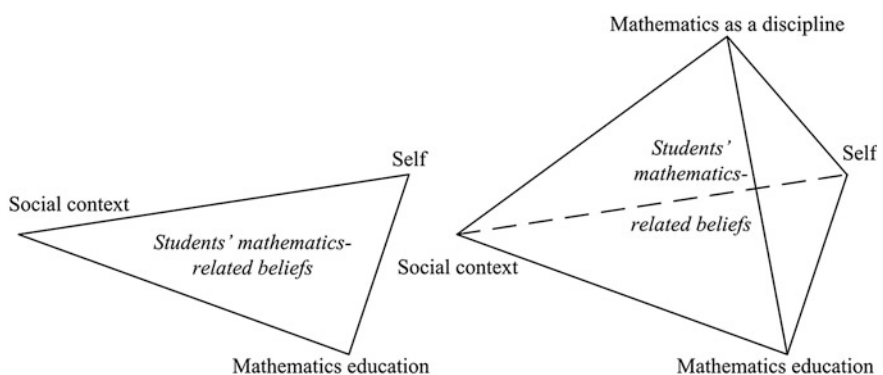 Self
Social context
Students' mathematics-
related beliefs
Mathematics education
Mathematics as a discipline
Students'
mathematics-
Self
related beliefs
Social context
Mathematics education